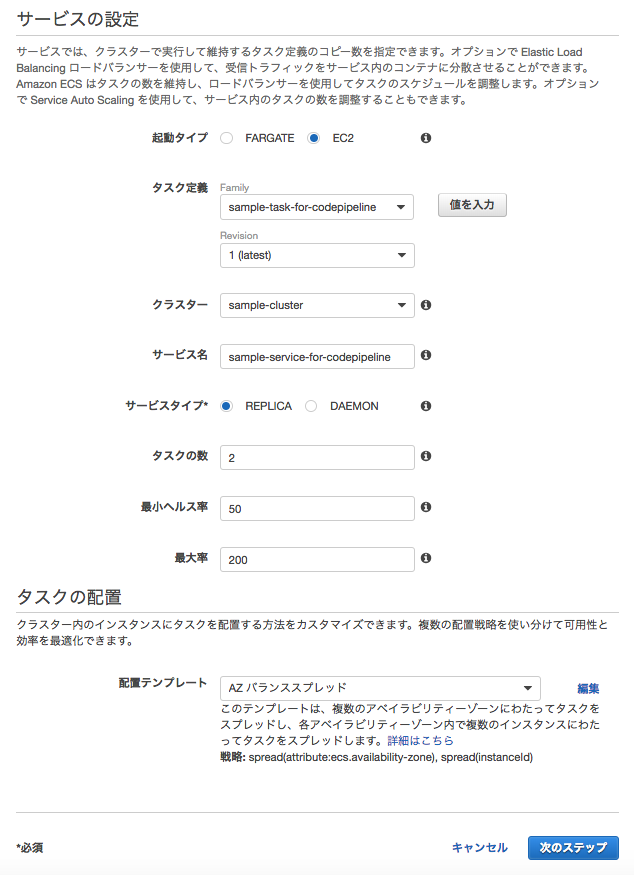 サービスの設定
サービスでは、クラスターで実行して維持するタスク定義のコピー数を指定できます。オプションで Elastic Load
Balancing ロードバランサーを使用して、受信トラフィックをサービス内のコンテナに分散させることができます。
Amazon ECS はタスクの数を維持し、ロードバランサーを使用してタスクのスケジュールを調整します。オプション
で Service Auto Scaling を使用して、サービス内のタスクの数を調整することもできます。
起動タイプ FARGATE EC2
タスク定義 Family
sample-task-for-codepipeline 値を入力
Revision
1 (latest)
クラスター sample-cluster
サービス名 sample-service-for-codepipeline
サービスタイプ* REPLICA DAEMON
タスクの数 2
最小ヘルス率 50
最大率 200
タスクの配置
クラスター内のインスタンスにタスクを配置する方法をカスタマイズできます。複数の配置戦略を使い分けて可用性と
効率を最適化できます。
配置テンプレート AZ バランススプレッド 編集
このテンプレートは、複数のアベイラビリティーゾーンにわたってタスクを
スプレッドし、各アベイラビリティーゾーン内で複数のインスタンスにわた
ってタスクをスプレッドします。詳細はこちら
戦略: spread(attribute:ecs.availability-zone), spread(instanceId)
*必須 キャンセル 次のステップ